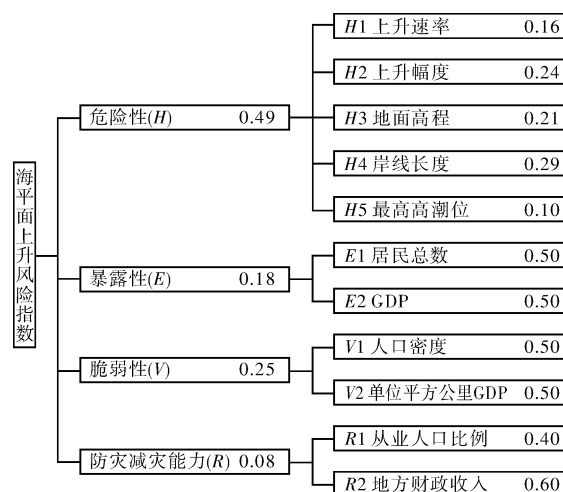 海平面上升风险指数
危险性(H) 0.49
H1 上升速率 0.16
H2 上升幅度 0.24
H3 地面高程 0.21
H4 岸线长度 0.29
H5 最高高潮位 0.10
暴露性(E) 0.18
E1 居民总数 0.50
E2 GDP 0.50
脆弱性(V) 0.25
V1 人口密度 0.50
V2 单位平方公里GDP 0.50
防灾减灾能力(R) 0.08
R1 从业人口比例 0.40
R2 地方财政收入 0.60